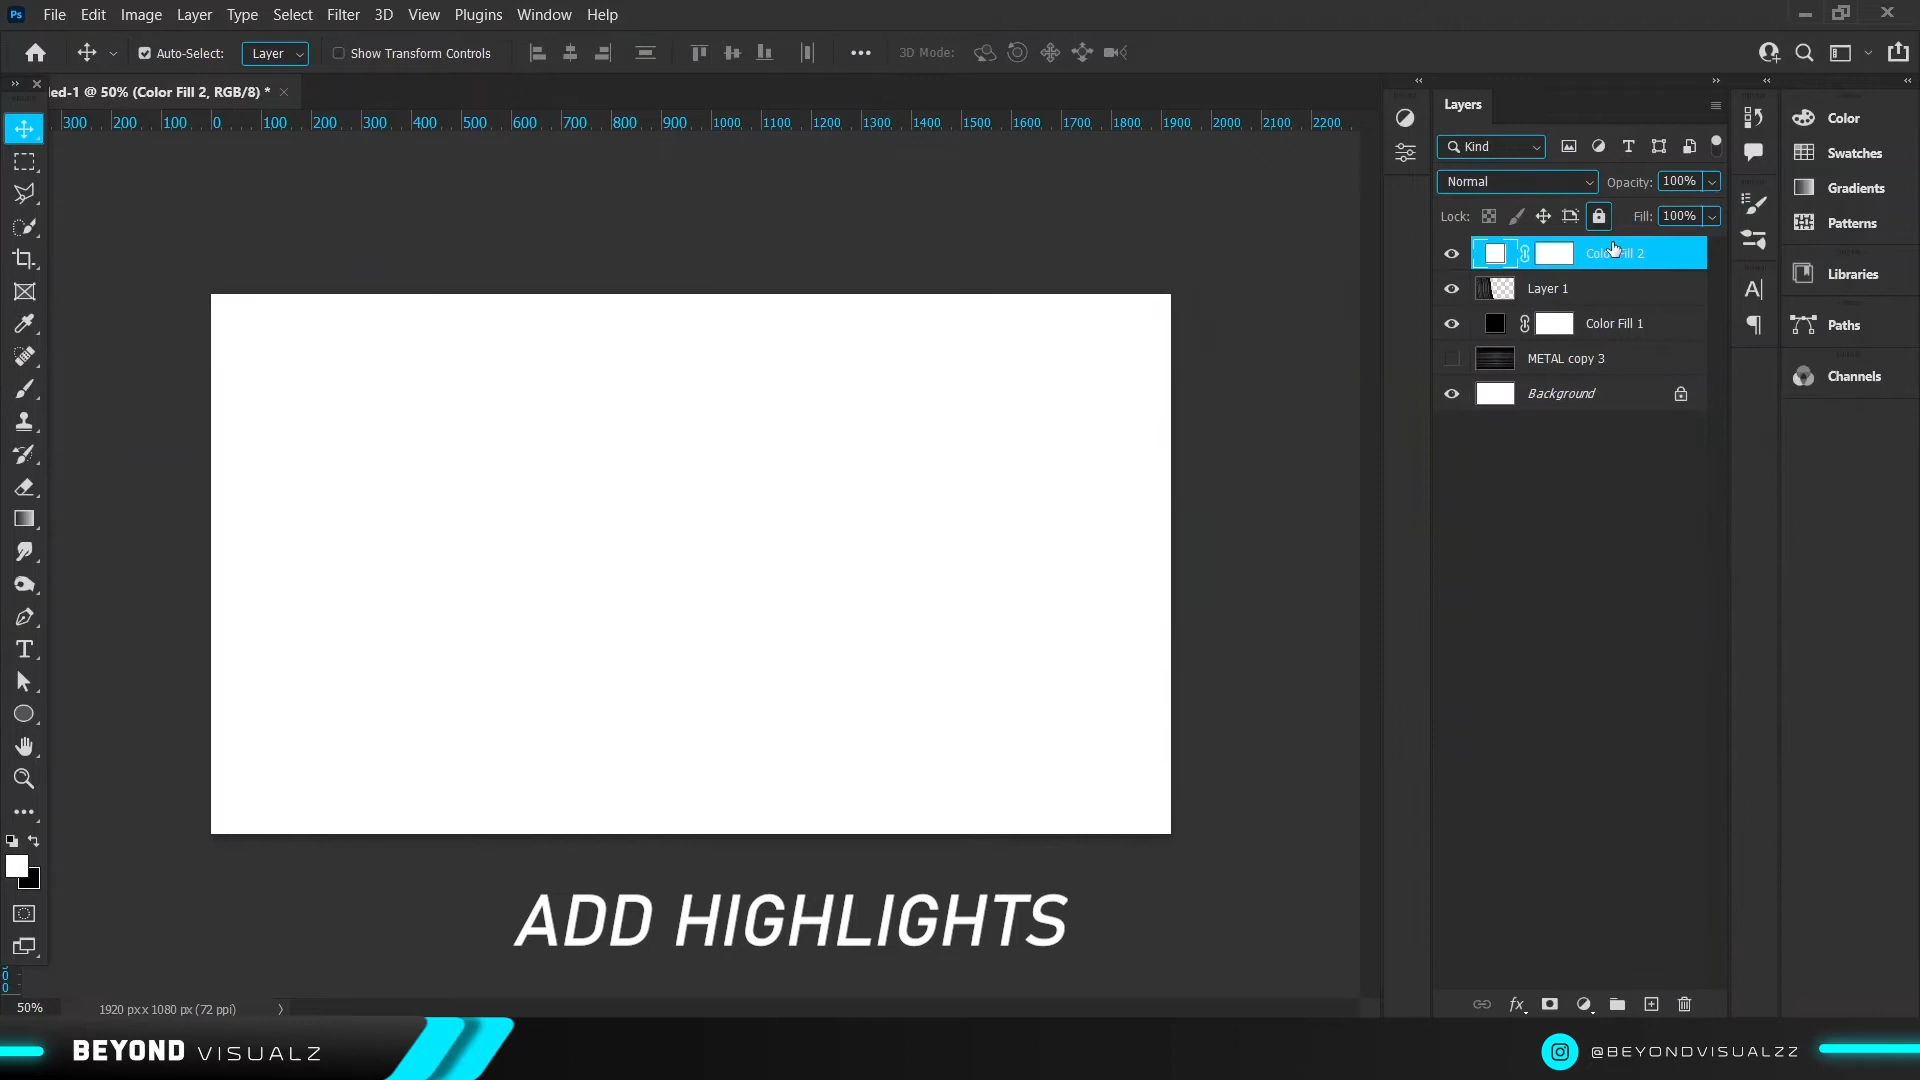 Ps File Edit Image Layer Type Select Filter 3D View Plugins Window Help
Auto-Select: Layer Show Transform Controls 3D Mode:
led-1 @ 50% (Color Fill 2, RGB/8) *
300 200 100 0 100 200 300 400 500 600 700 800 900 1000 1100 1200 1300 1400 1500 1600 1700 1800 1900 2000 2100 2200
Layers
Kind
Normal Opacity: 100%
Lock: Fill: 100%
Color Fill 2
Layer 1
Color Fill 1
METAL copy 3
Background
Color
Swatches
Gradients
Patterns
Libraries
Paths
Channels
ADD HIGHLIGHTS
50% 1920 px x 1080 px (72 ppi)
fx
BEYOND VISUALZ
@BEYONDVISUALZZ